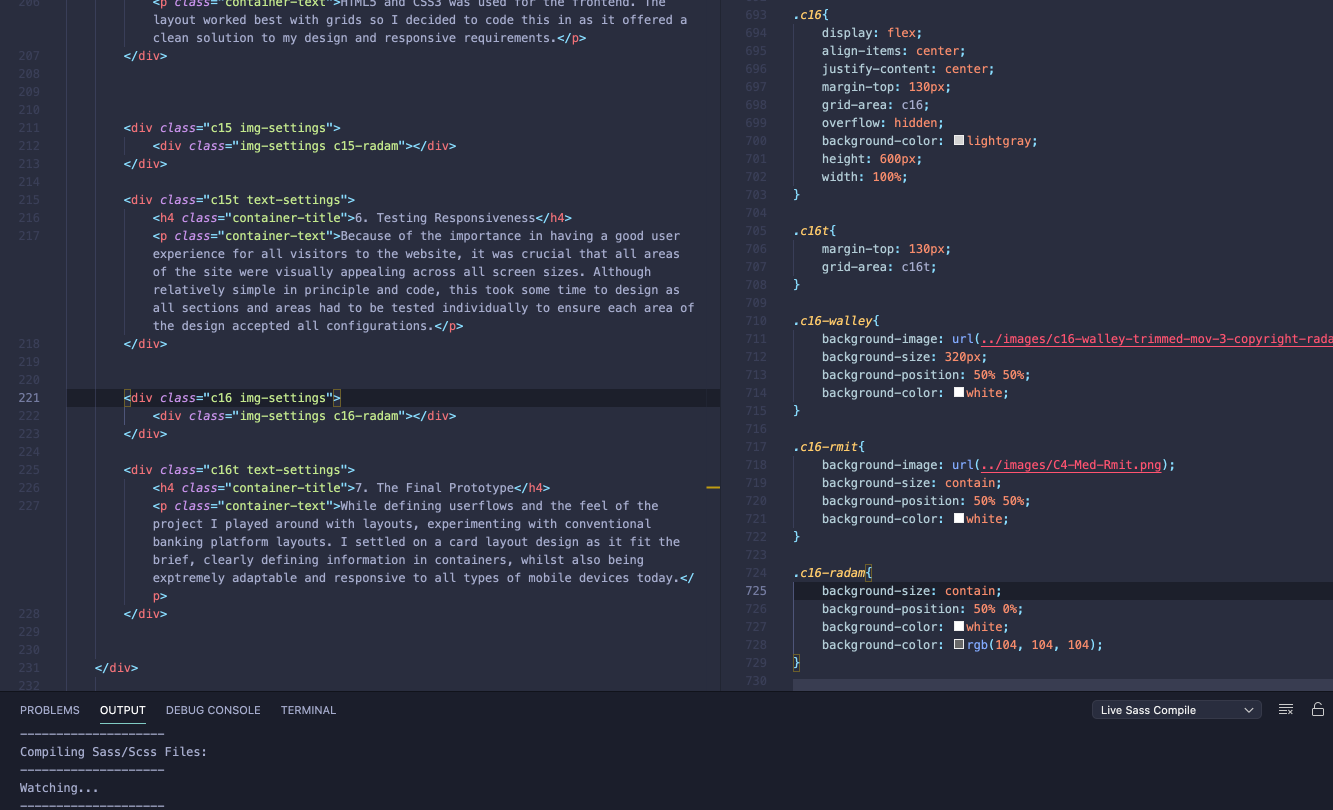 206 <p class="container-text">HTML5 and CSS3 was used for the frontend. The
layout worked best with grids so I decided to code this in as it offered a
clean solution to my design and responsive requirements.</p>
207 </div>
208
209
210
211 <div class="c15 img-settings">
212 <div class="img-settings c15-radam"></div>
213 </div>
214
215 <div class="c15t text-settings">
216 <h4 class="container-title">6. Testing Responsiveness</h4>
217 <p class="container-text">Because of the importance in having a good user
experience for all visitors to the website, it was crucial that all areas
of the site were visually appealing across all screen sizes. Although
relatively simple in principle and code, this took some time to design as
all sections and areas had to be tested individually to ensure each area of
the design accepted all configurations.</p>
218 </div>
219
220
221 <div class="c16 img-settings">
222 <div class="img-settings c16-radam"></div>
223 </div>
224
225 <div class="c16t text-settings">
226 <h4 class="container-title">7. The Final Prototype</h4>
227 <p class="container-text">While defining userflows and the feel of the
project I played around with layouts, experimenting with conventional
banking platform layouts. I settled on a card layout design as it fit the
brief, clearly defining information in containers, whilst also being
exptremely adaptable and responsive to all types of mobile devices today.</
p>
228 </div>
229
230
231 </div>
232
693 .c16{
694 display: flex;
695 align-items: center;
696 justify-content: center;
697 margin-top: 130px;
698 grid-area: c16;
699 overflow: hidden;
700 background-color: lightgray;
701 height: 600px;
702 width: 100%;
703 }
704
705 .c16t{
706 margin-top: 130px;
707 grid-area: c16t;
708 }
709
710 .c16-walley{
711 background-image: url(../images/c16-walley-trimmed-mov-3-copyright-rada
712 background-size: 320px;
713 background-position: 50% 50%;
714 background-color: white;
715 }
716
717 .c16-rmit{
718 background-image: url(../images/C4-Med-Rmit.png);
719 background-size: contain;
720 background-position: 50% 50%;
721 background-color: white;
722 }
723
724 .c16-radam{
725 background-size: contain;
726 background-position: 50% 0%;
727 background-color: white;
728 background-color: rgb(104, 104, 104);
729 }
730
PROBLEMS OUTPUT DEBUG CONSOLE TERMINAL Live Sass Compile
--------------------
Compiling Sass/Scss Files:
--------------------
Watching...
--------------------